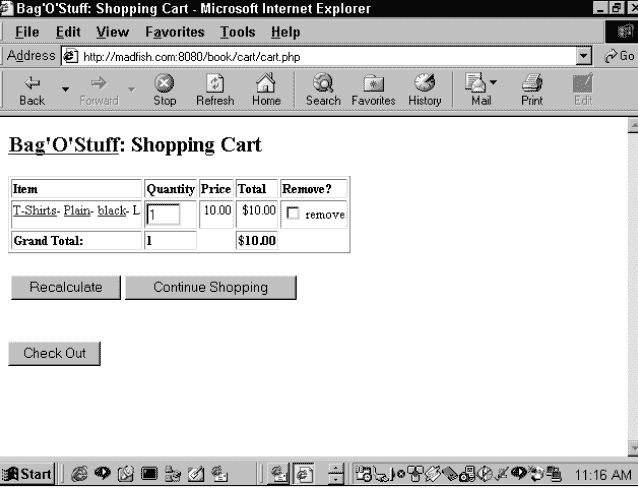 Bag'O'Stuff: Shopping Cart - Microsoft Internet Explorer
File Edit View Favorites Tools Help
Address http://madfish.com:8080/book/cart/cart.php Go
Back Forward Stop Refresh Home Search Favorites History Mail Print Edit
Bag'O'Stuff: Shopping Cart
Item Quantity Price Total Remove?
T-Shirts- Plain- black- L 1 10.00 $10.00 remove
Grand Total: 1 $10.00
Recalculate Continue Shopping
Check Out
Start 11:16 AM